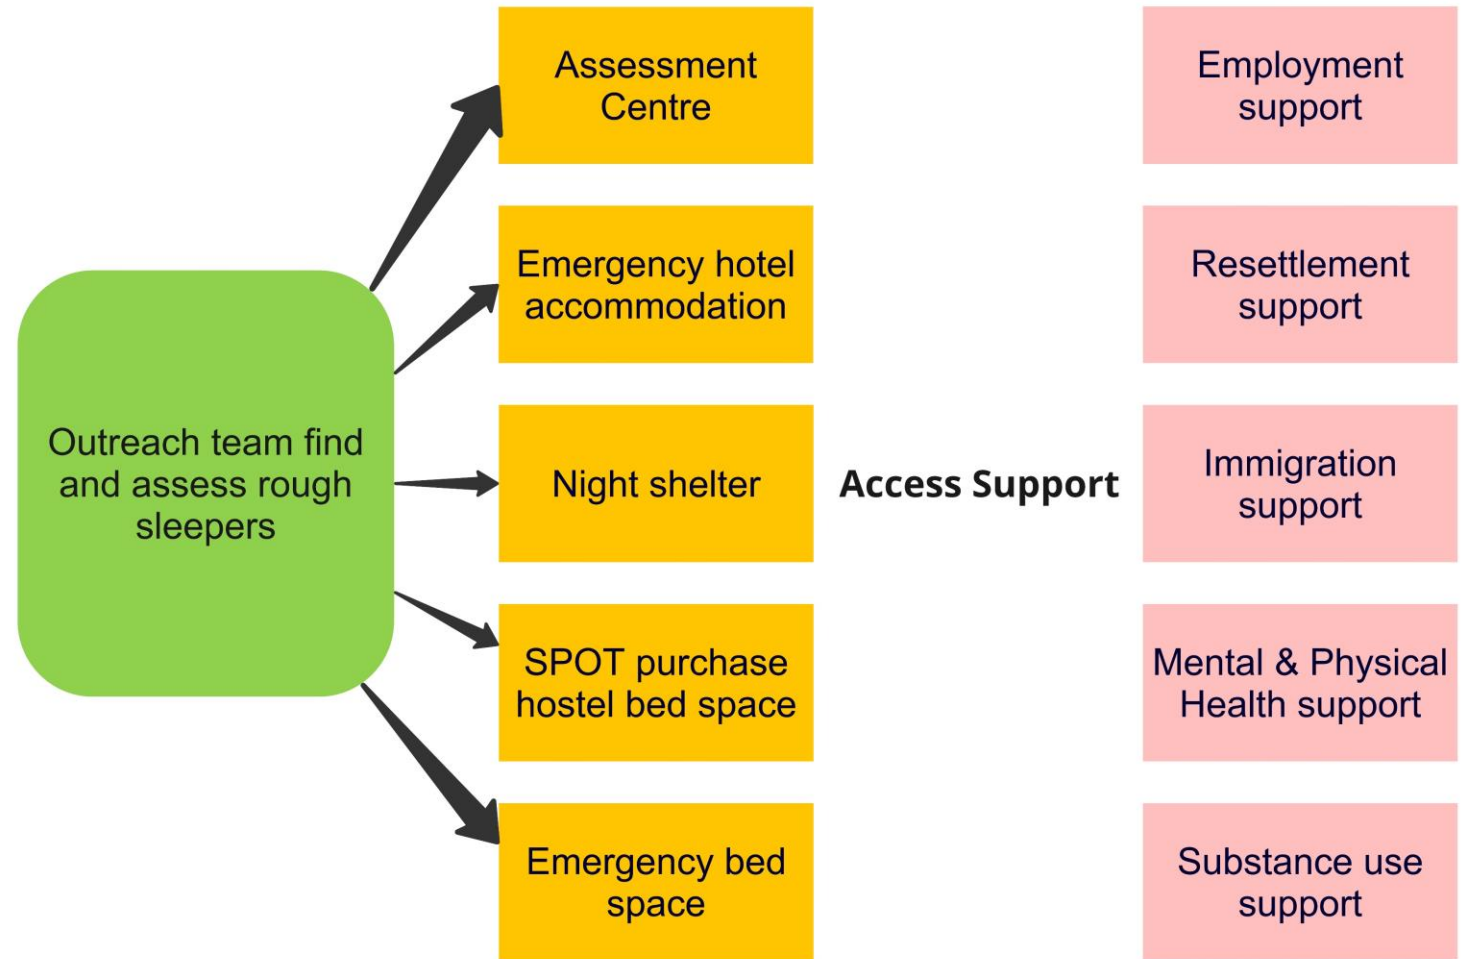 Outreach team find
and assess rough
sleepers
Assessment
Centre
Emergency hotel
accommodation
Night shelter
SPOT purchase
hostel bed space
Emergency bed
space
Access Support
Employment
support
Resettlement
support
Immigration
support
Mental & Physical
Health support
Substance use
support